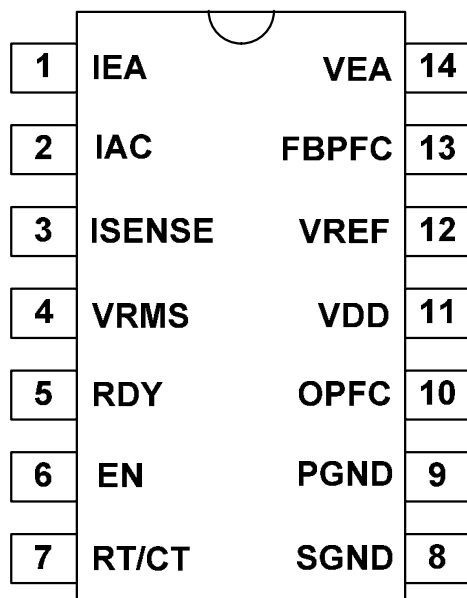 1 IEA VEA 14
2 IAC FBPFC 13
3 ISENSE VREF 12
4 VRMS VDD 11
5 RDY OPFC 10
6 EN PGND 9
7 RT/CT SGND 8